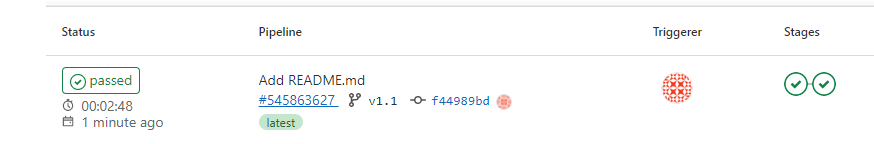 Status Pipeline Triggerer Stages
passed Add README.md
00:02:48 #545863627 v1.1 f44989bd
1 minute ago latest